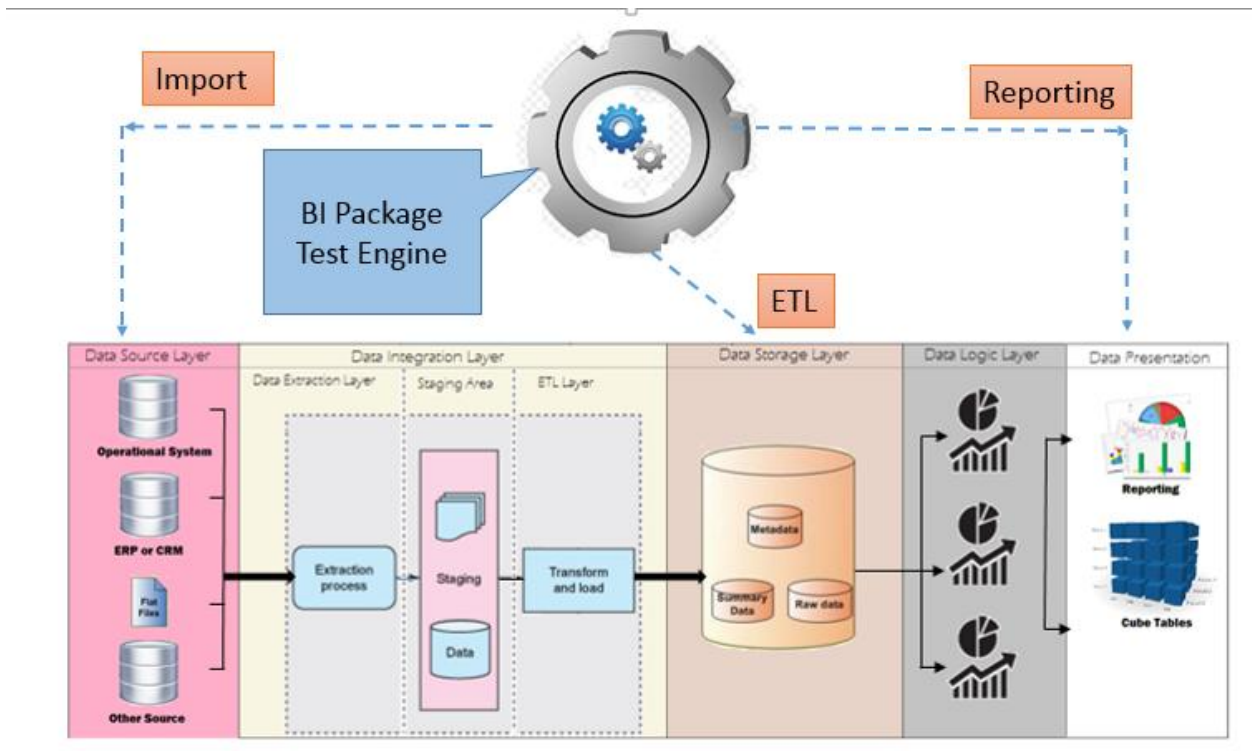 Import
Reporting
BI Package
Test Engine
ETL
Data Source Layer
Data Integration Layer
Data Storage Layer
Data Logic Layer
Data Presentation
Data Extraction Layer
Staging Area
ETL Layer
Operational System
ERP or CRM
Flat
Files
Other Source
Extraction
process
Staging
Data
Transform
and load
Metadata
Summary
Data
Raw data
Reporting
Cube Tables